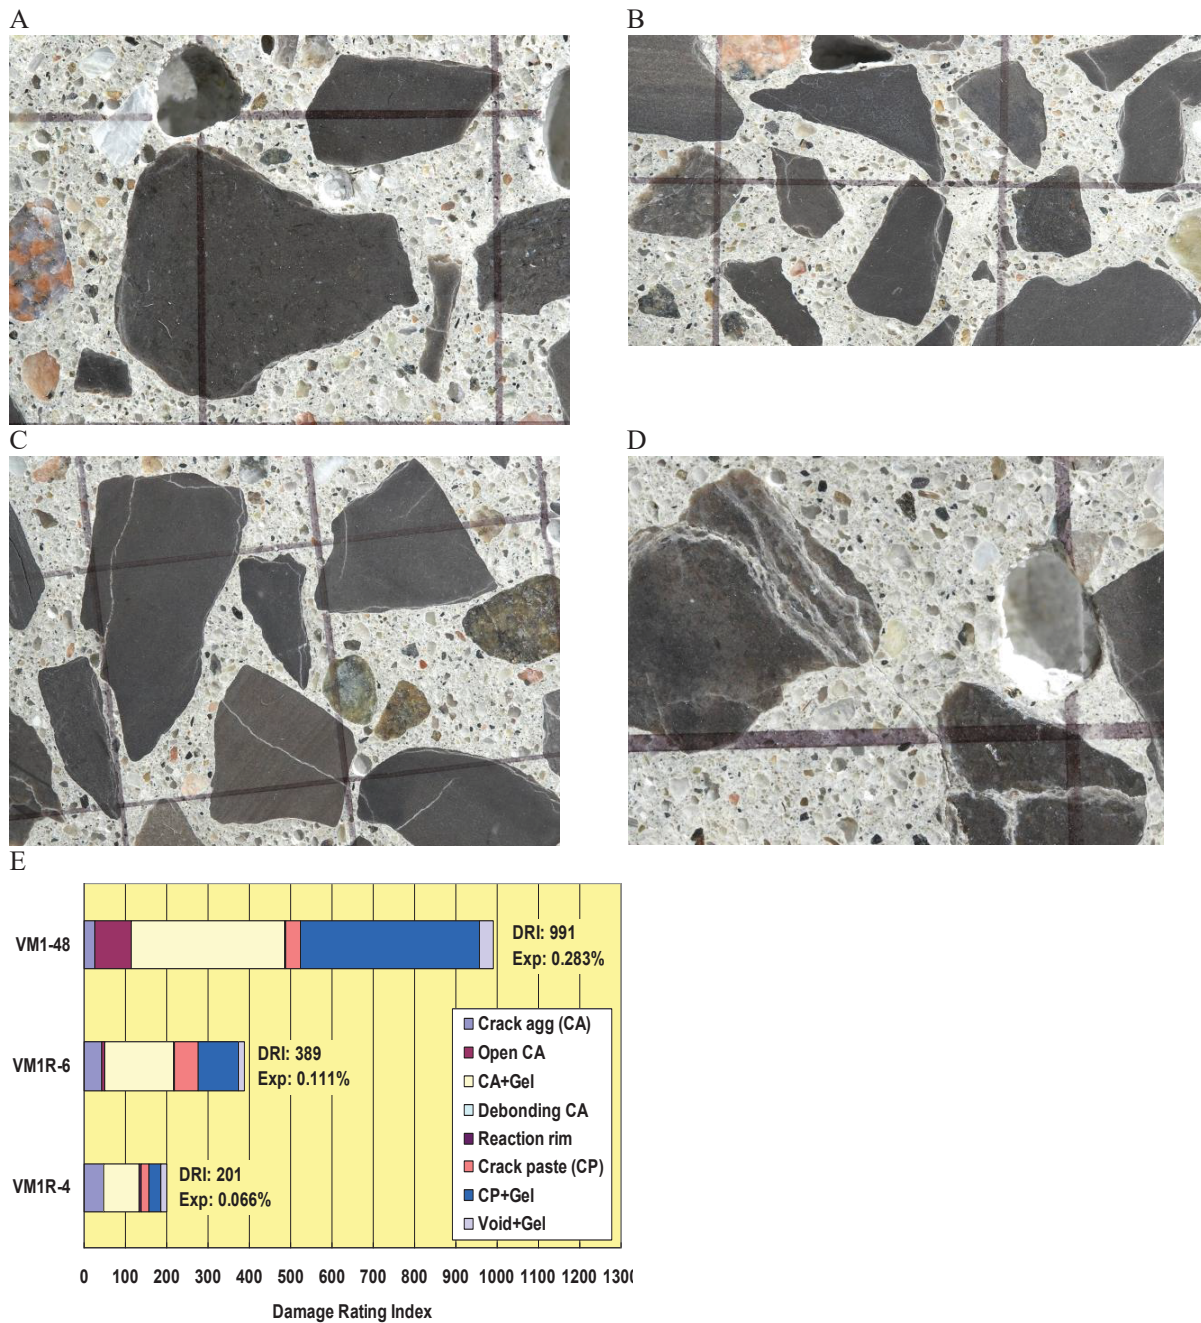 A
B
C
D
E
VM1-48
DRI: 991
Exp: 0.283%
VM1R-6
DRI: 389
Exp: 0.111%
VM1R-4
DRI: 201
Exp: 0.066%
Crack agg (CA)
Open CA
CA+Gel
Debonding CA
Reaction rim
Crack paste (CP)
CP+Gel
Void+Gel
0 100 200 300 400 500 600 700 800 900 1000 1100 1200 1300
Damage Rating Index